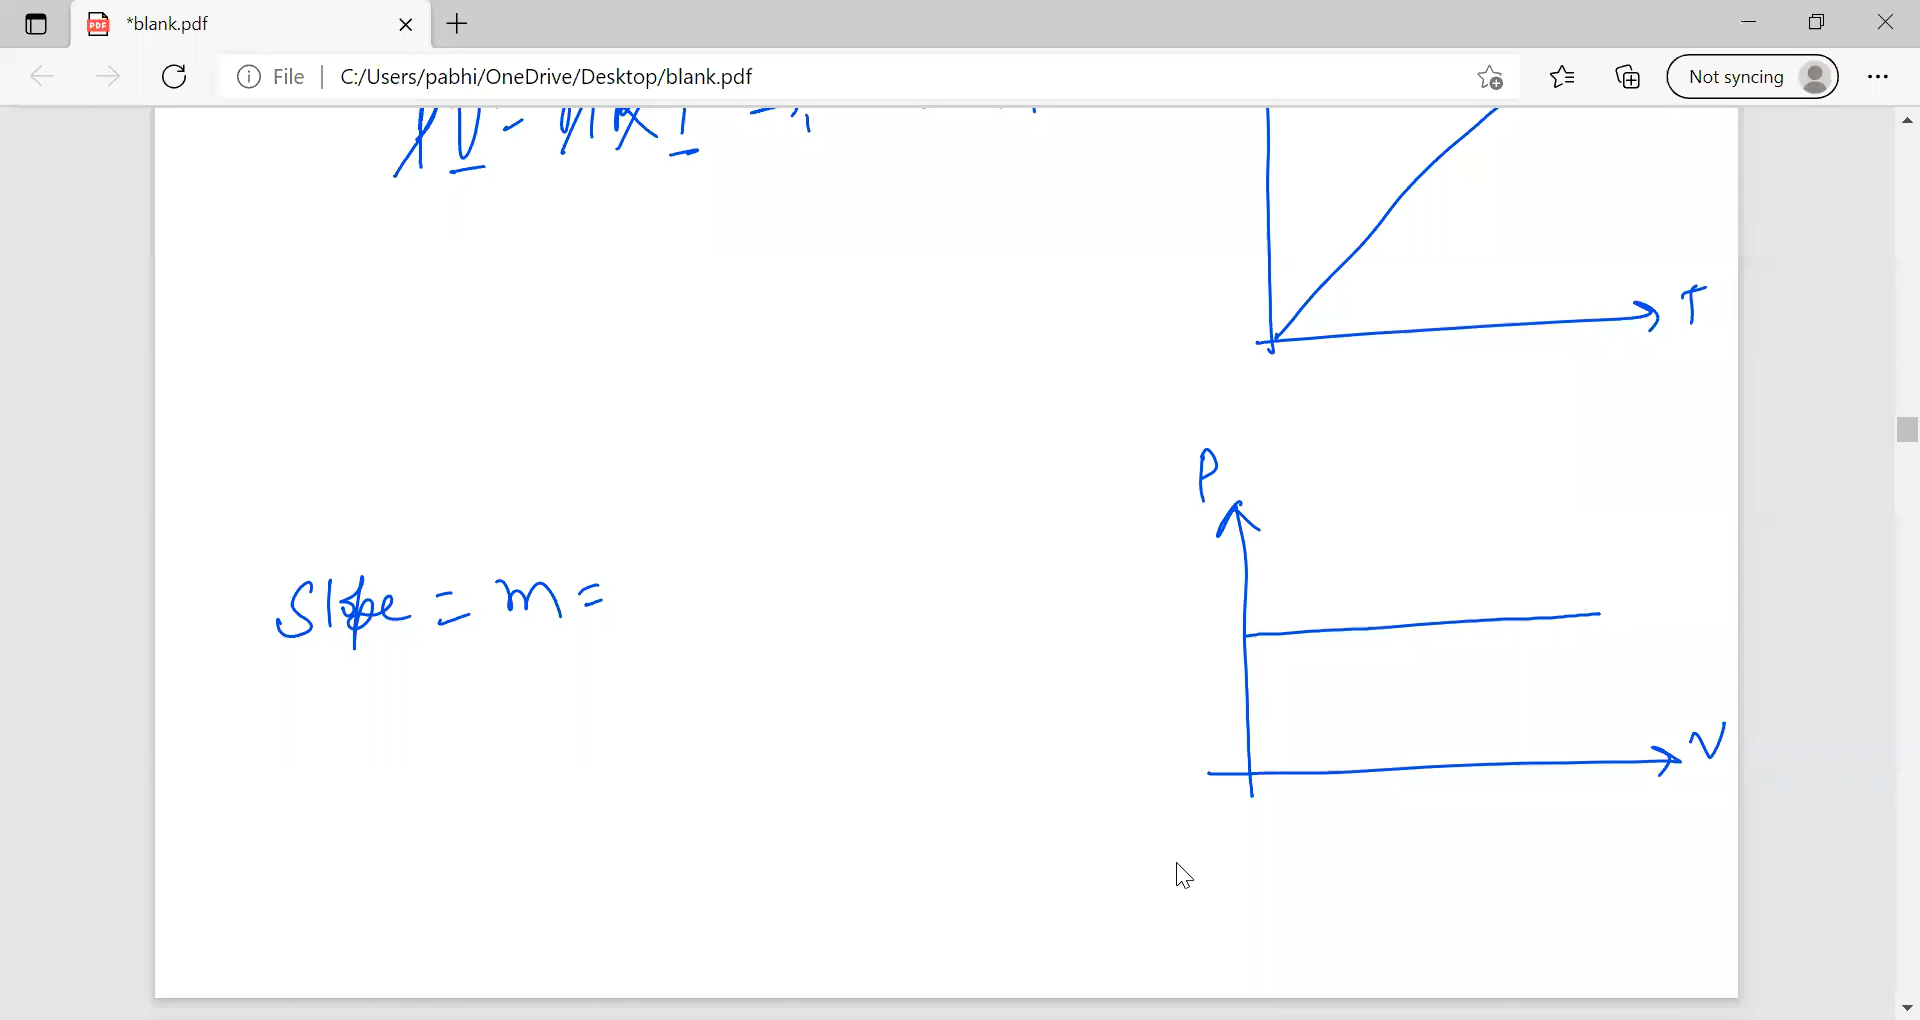 *blank.pdf
File | C:/Users/pabhi/OneDrive/Desktop/blank.pdf
Not syncing
T
P
Slope = m =
V